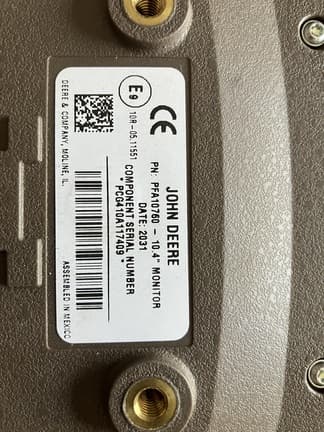 JOHN DEERE
PN: PFA10760 - 10.4" MONITOR
DATE: 2031
COMPONENT SERIAL NUMBER
* PCG410A117409 *
CE
E9
10R-05.11551
DEERE & COMPANY, MOLINE, IL.
ASSEMBLED IN MEXICO